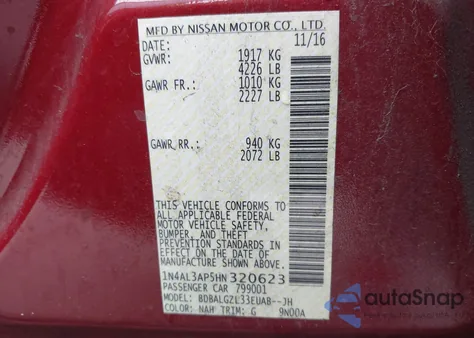 MFD BY NISSAN MOTOR CO., LTD.
DATE: 11/16
GVWR: 1917 KG
4226 LB
GAWR FR.: 1010 KG
2227 LB
GAWR RR.: 940 KG
2072 LB
THIS VEHICLE CONFORMS TO
ALL APPLICABLE FEDERAL
MOTOR VEHICLE SAFETY,
BUMPER, AND THEFT
PREVENTION STANDARDS IN
EFFECT ON THE DATE OF
MANUFACTURE SHOWN ABOVE.
1N4AL3AP5HN320623
PASSENGER CAR 799001
MODEL: BDBALGZL33EUAB--JH
COLOR: NAH TRIM: G 9N00A
autoSnap